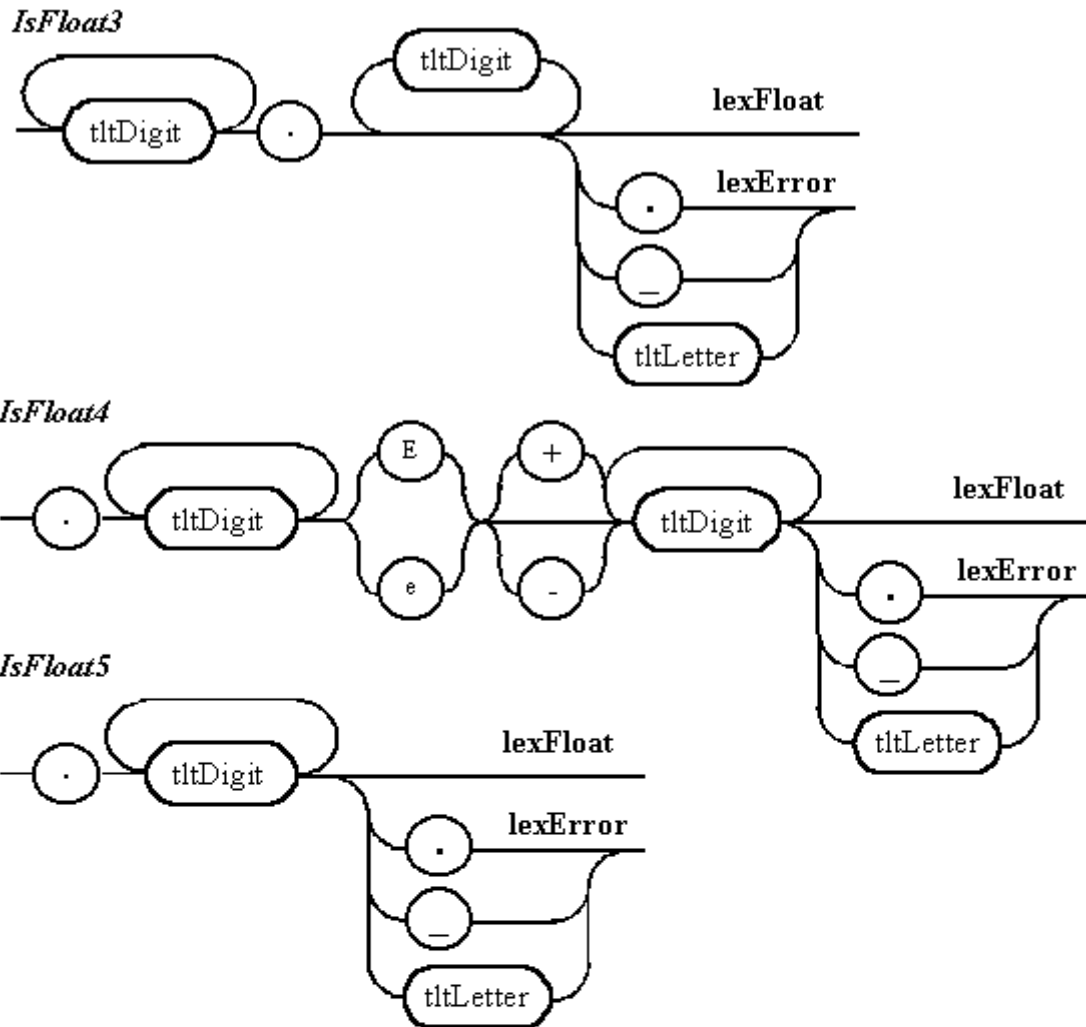 IsFloat3
tltDigit
tltDigit . lexFloat
. lexError
_
tltLetter
IsFloat4
E +
. tltDigit tltDigit lexFloat
e - . lexError
_
tltLetter
IsFloat5
. tltDigit lexFloat
. lexError
_
tltLetter